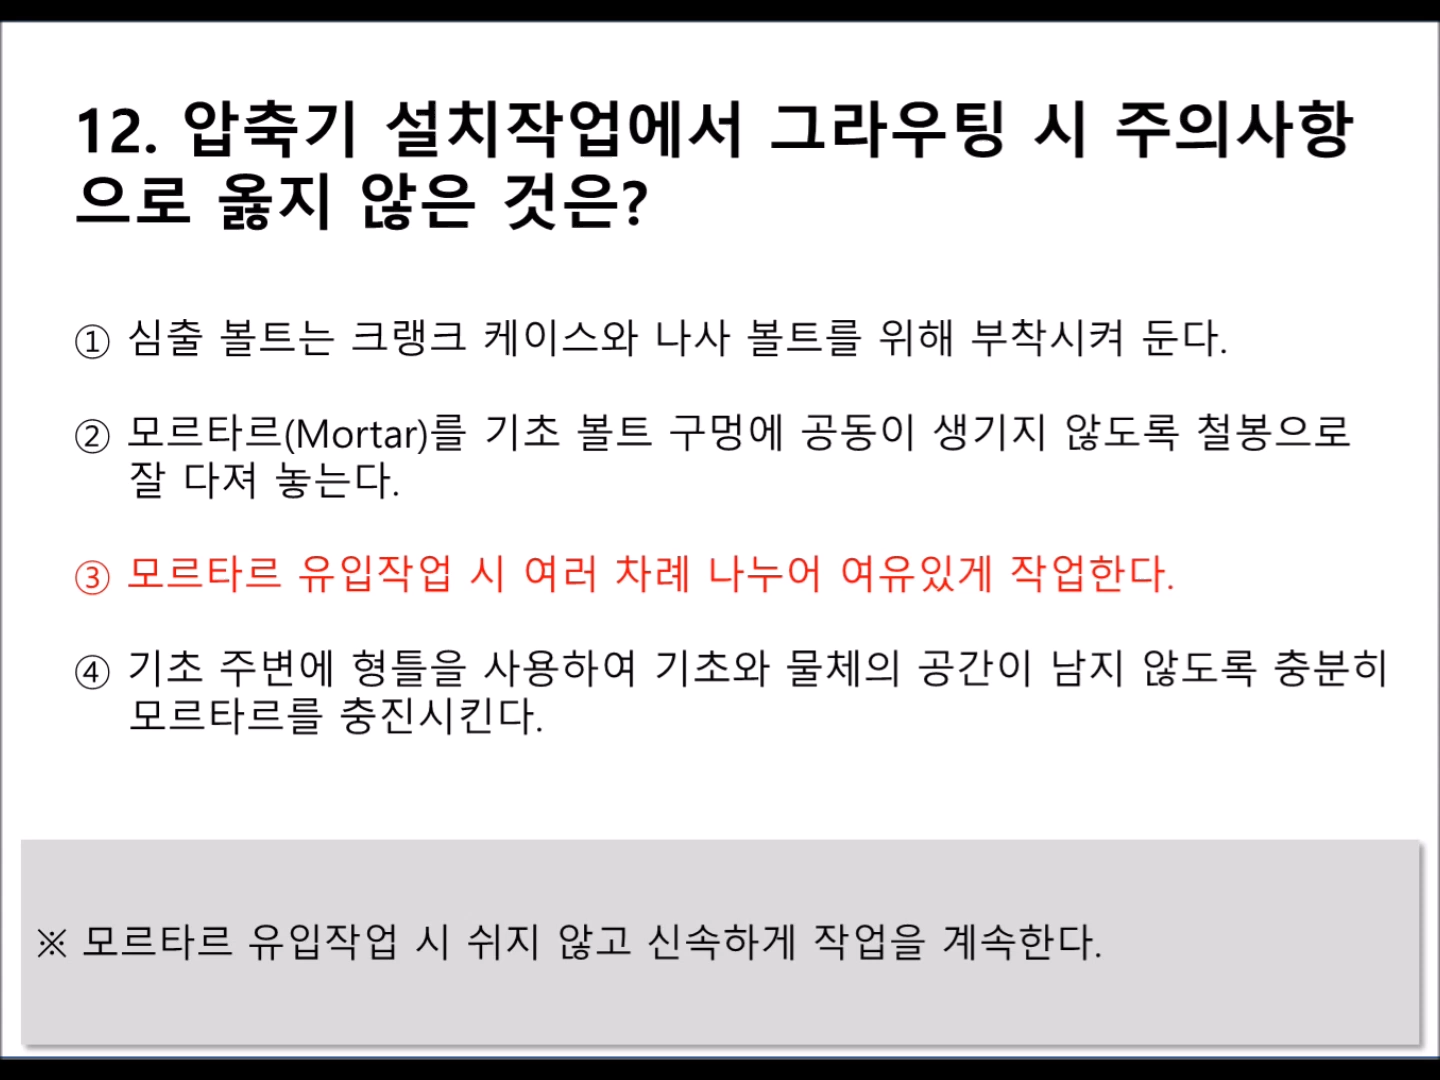 12. 압축기 설치작업에서 그라우팅 시 주의사항
으로 옳지 않은 것은?
① 심출 볼트는 크랭크 케이스와 나사 볼트를 위해 부착시켜 둔다.
② 모르타르(Mortar)를 기초 볼트 구멍에 공동이 생기지 않도록 철봉으로
잘 다져 놓는다.
③ 모르타르 유입작업 시 여러 차례 나누어 여유있게 작업한다.
④ 기초 주변에 형틀을 사용하여 기초와 물체의 공간이 남지 않도록 충분히
모르타르를 충진시킨다.
※ 모르타르 유입작업 시 쉬지 않고 신속하게 작업을 계속한다.